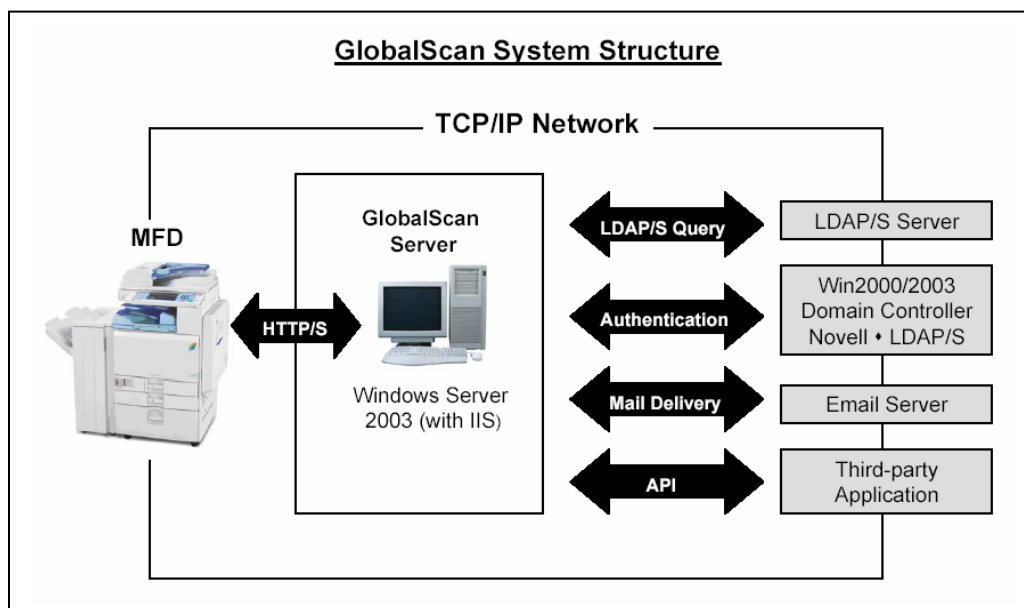 GlobalScan System Structure
TCP/IP Network
MFD
HTTP/S
GlobalScan
Server
Windows Server
2003 (with IIS)
LDAP/S Query
LDAP/S Server
Authentication
Win2000/2003
Domain Controller
Novell ♦ LDAP/S
Mail Delivery
Email Server
API
Third-party
Application